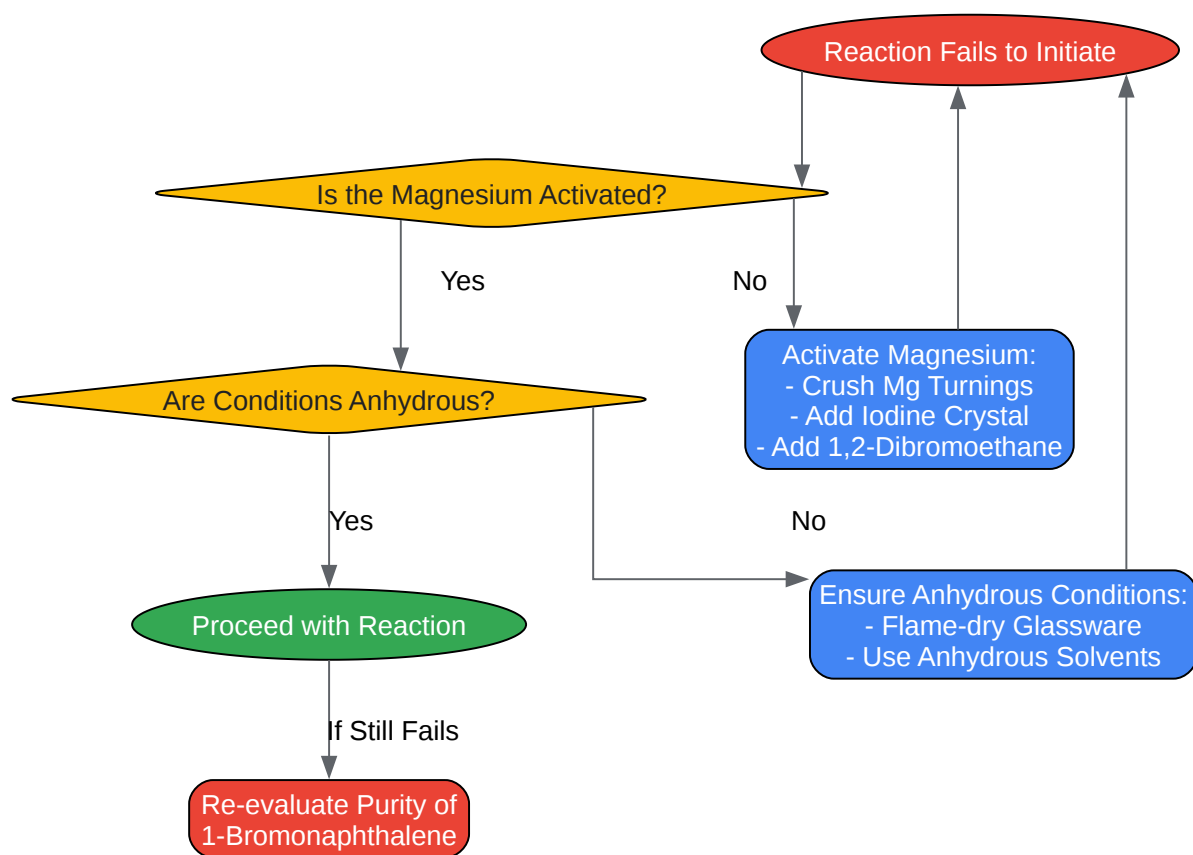 Reaction Fails to Initiate
Is the Magnesium Activated?
Yes
No
Activate Magnesium:
- Crush Mg Turnings
- Add Iodine Crystal
- Add 1,2-Dibromoethane
Are Conditions Anhydrous?
Yes
No
Ensure Anhydrous Conditions:
- Flame-dry Glassware
- Use Anhydrous Solvents
Proceed with Reaction
If Still Fails
Re-evaluate Purity of
1-Bromonaphthalene